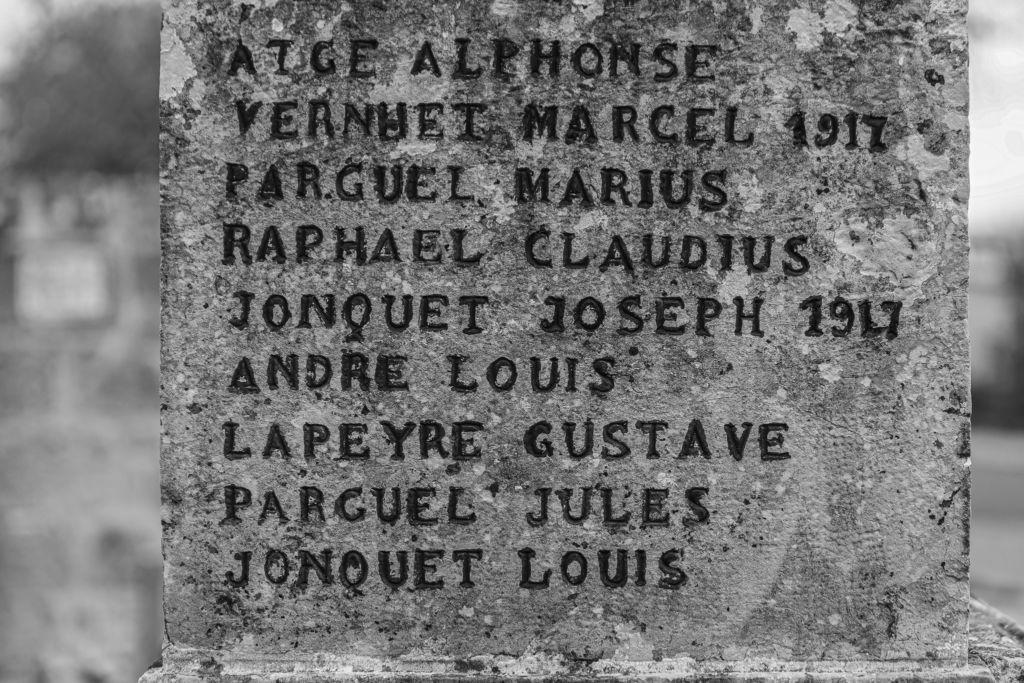 ATGE ALPHONSE
VERNHET MARCEL 1917
PARGUEL MARIUS
RAPHAEL CLAUDIUS
JONQUET JOSEPH 1917
ANDRE LOUIS
LAPEYRE GUSTAVE
PARGUEL JULES
JONQUET LOUIS